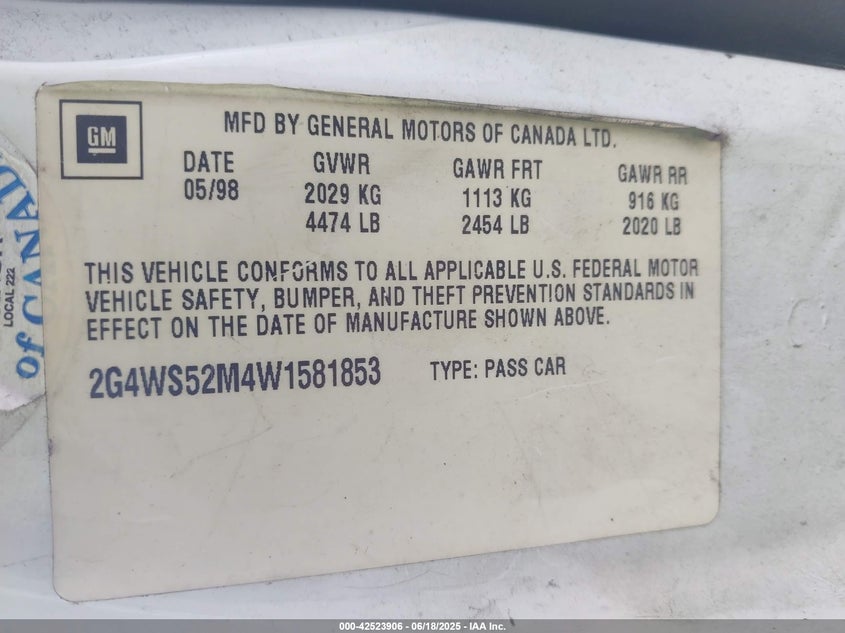 GM
MFD BY GENERAL MOTORS OF CANADA LTD.
DATE GVWR GAWR FRT GAWR RR
05/98 2029 KG 1113 KG 916 KG
4474 LB 2454 LB 2020 LB
THIS VEHICLE CONFORMS TO ALL APPLICABLE U.S. FEDERAL MOTOR
VEHICLE SAFETY, BUMPER, AND THEFT PREVENTION STANDARDS IN
EFFECT ON THE DATE OF MANUFACTURE SHOWN ABOVE.
2G4WS52M4W1581853 TYPE: PASS CAR
LOCAL 222
of CANAD
000-42523906 - 06/18/2025 - IAA Inc.